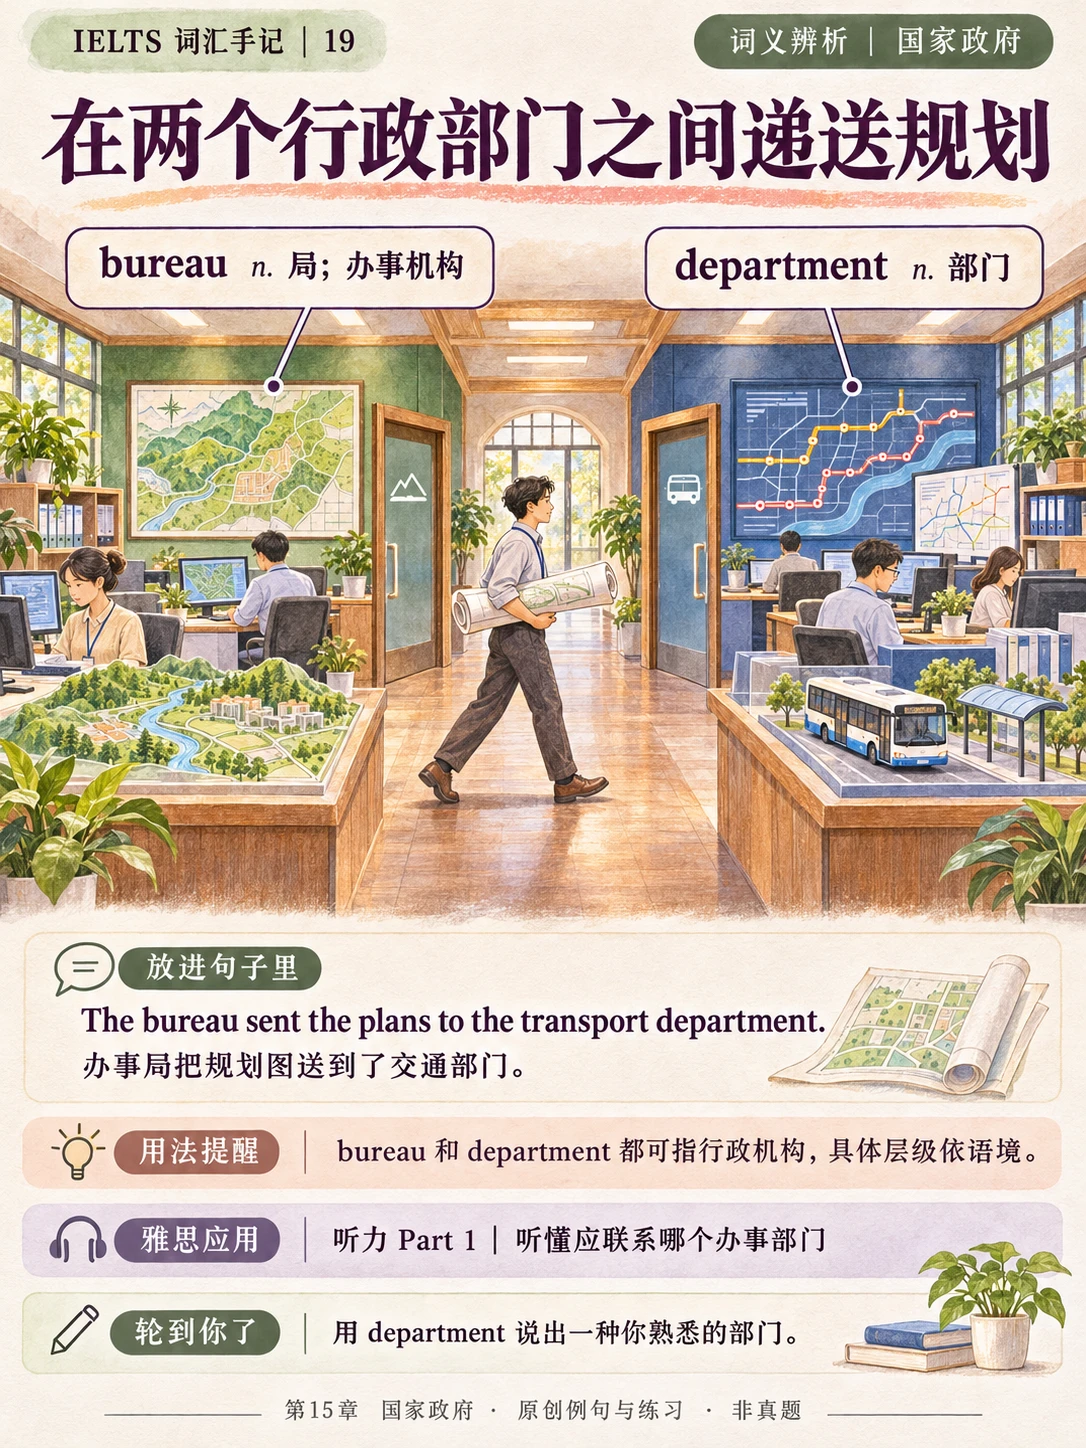 IELTS 词汇手记 | 19
词义辨析 | 国家政府
在两个行政部门之间递送规划
bureau n. 局；办事机构
department n. 部门
放进句子里
The bureau sent the plans to the transport department.
办事局把规划图送到了交通部门。
用法提醒 | bureau 和 department 都可指行政机构，具体层级依语境。
雅思应用 | 听力 Part 1 | 听懂应联系哪个办事部门
轮到你了 | 用 department 说出一种你熟悉的部门。
第15章 国家政府 · 原创例句与练习 · 非真题